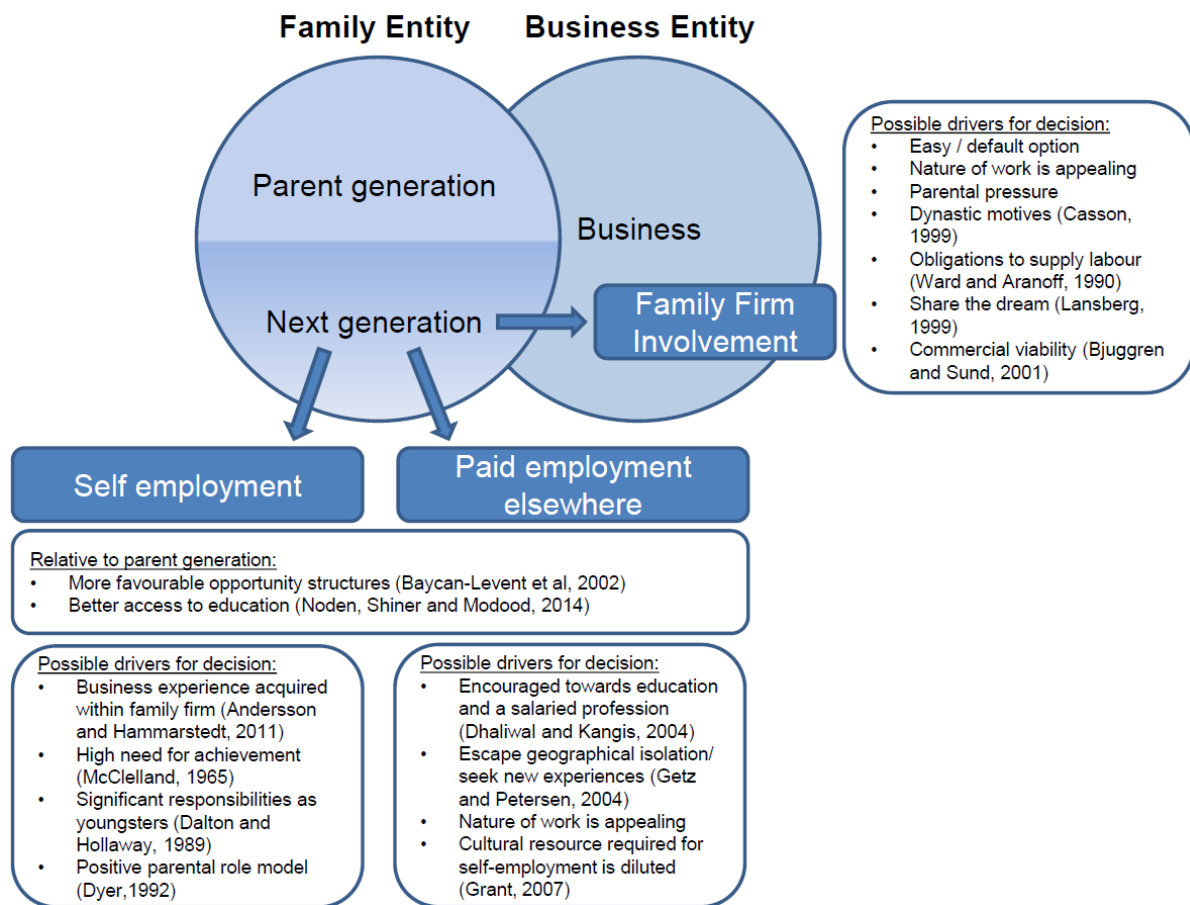 Family Entity
Business Entity
Parent generation
Next generation
Business
Family Firm
Involvement
Possible drivers for decision:
• Easy / default option
• Nature of work is appealing
• Parental pressure
• Dynastic motives (Casson,
1999)
• Obligations to supply labour
(Ward and Aranoff, 1990)
• Share the dream (Lansberg,
1999)
• Commercial viability (Bjuggren
and Sund, 2001)
Self employment
Paid employment
elsewhere
Relative to parent generation:
• More favourable opportunity structures (Baycan-Levent et al, 2002)
• Better access to education (Noden, Shiner and Modood, 2014)
Possible drivers for decision:
• Business experience acquired
within family firm (Andersson
and Hammarstedt, 2011)
• High need for achievement
(McClelland, 1965)
• Significant responsibilities as
youngsters (Dalton and
Hollaway, 1989)
• Positive parental role model
(Dyer,1992)
Possible drivers for decision:
• Encouraged towards education
and a salaried profession
(Dhaliwal and Kangis, 2004)
• Escape geographical isolation/
seek new experiences (Getz
and Petersen, 2004)
• Nature of work is appealing
• Cultural resource required for
self-employment is diluted
(Grant, 2007)